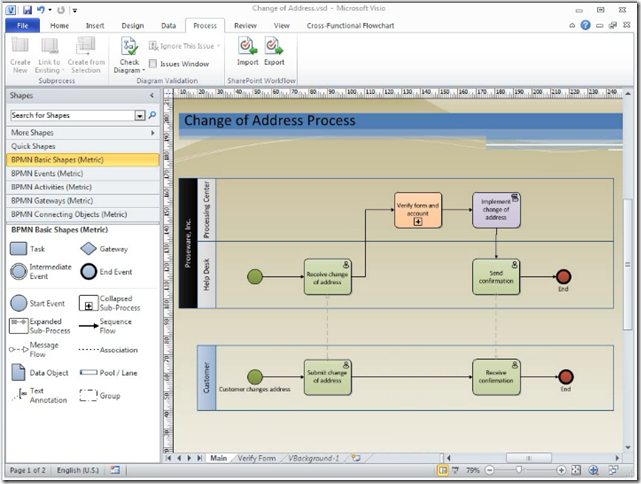 Change of Address.vsd - Microsoft Visio
File Home Insert Design Data Process Review View Cross-Functional Flowchart
Create New
Link to Existing
Create from Selection
Subprocess
Check Diagram
Ignore This Issue
Issues Window
Diagram Validation
Import
Export
SharePoint Workflow
Shapes
Search for Shapes
More Shapes
Quick Shapes
BPMN Basic Shapes (Metric)
BPMN Events (Metric)
BPMN Activities (Metric)
BPMN Gateways (Metric)
BPMN Connecting Objects (Metric)
BPMN Basic Shapes (Metric)
Task
Gateway
Intermediate Event
End Event
Start Event
Collapsed Sub-Process
Expanded Sub-Process
Sequence Flow
Message Flow
Association
Data Object
Pool / Lane
Text Annotation
Group
Change of Address Process
Proseware, Inc.
Processing Center
Verify form and account
Implement change of address
Help Desk
Receive change of address
Send confirmation
End
Customer
Customer changes address
Submit change of address
Receive confirmation
End
Main Verify Form VBackground-1
Page 1 of 2 English (U.S.) 79%